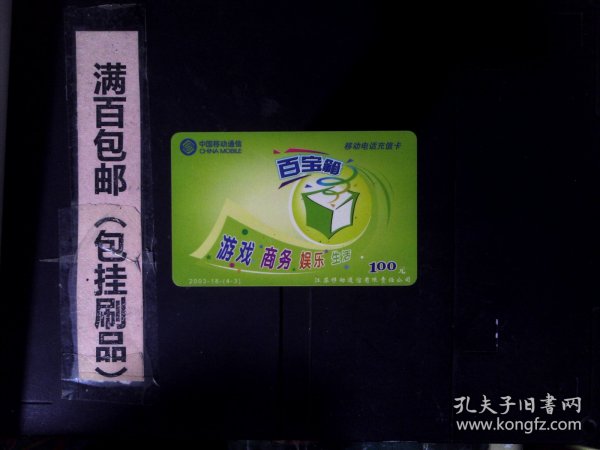 满百包邮（包挂刷品）
中国移动通信
CHINA MOBILE
移动电话充值卡
百宝箱
游戏 商务 娱乐 生活
100元
2003-18-(4-3)
江苏移动通信有限责任公司
孔夫子旧书网
www.kongfz.com